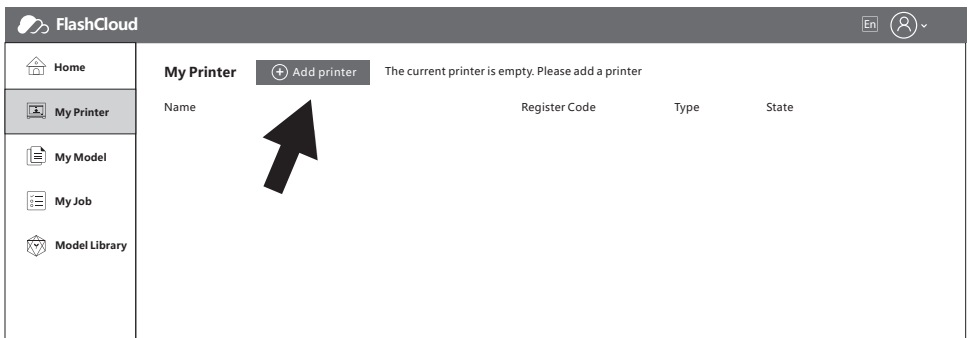 FlashCloud
En
Home
My Printer
My Model
My Job
Model Library
My Printer
Add printer
The current printer is empty. Please add a printer
Name
Register Code
Type
State